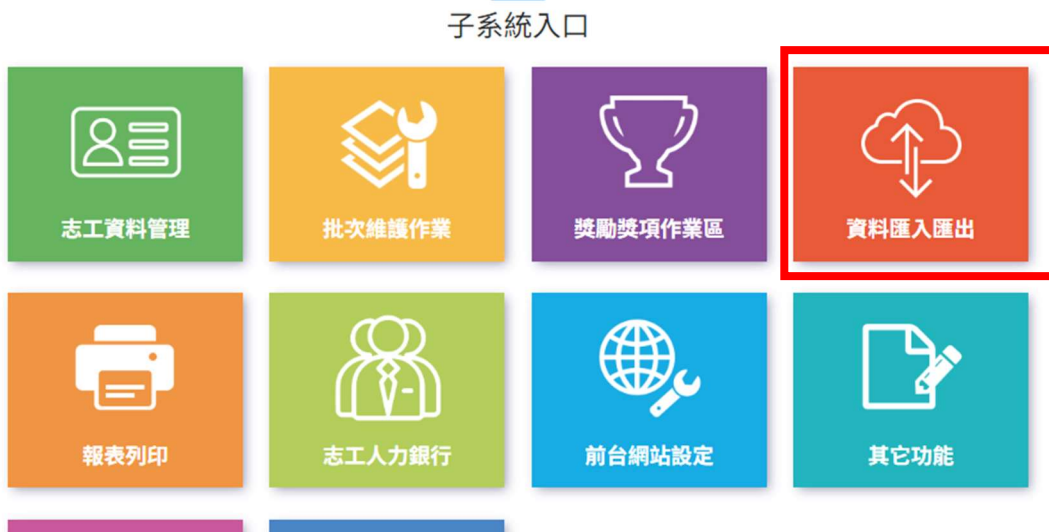 子系統入口
志工資料管理
批次維護作業
獎勵獎項作業區
資料匯入匯出
報表列印
志工人力銀行
前台網站設定
其它功能